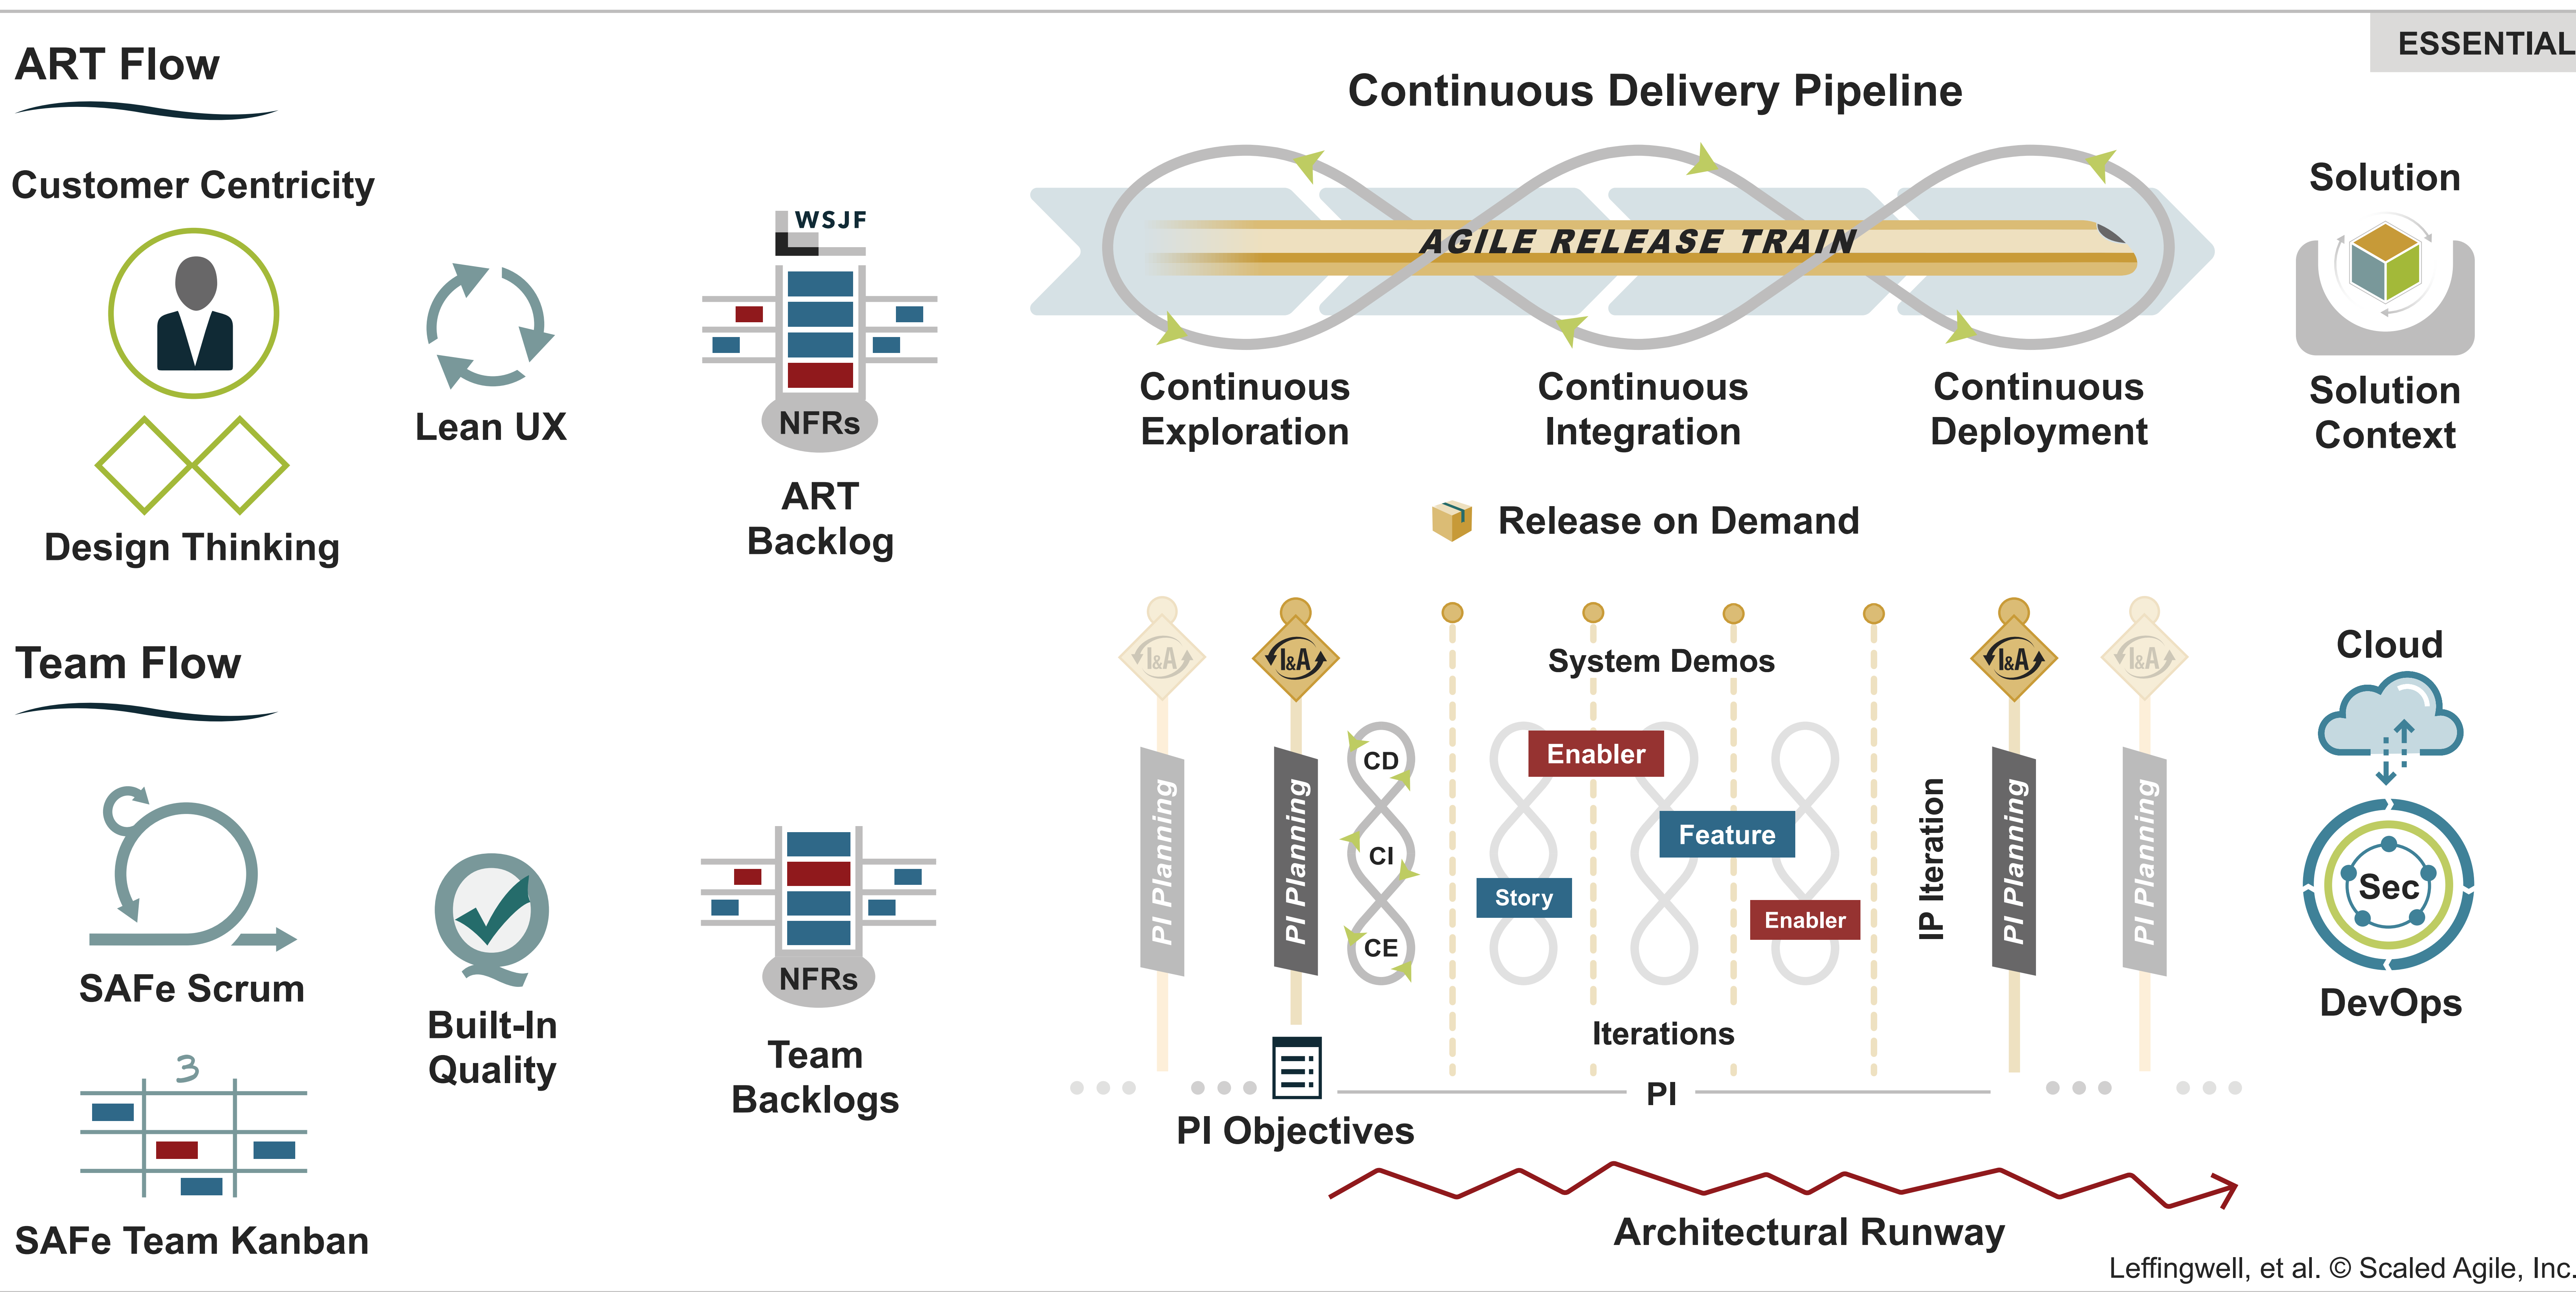 ESSENTIAL
ART Flow
Customer Centricity
Design Thinking
Lean UX
WSJF
NFRs
ART
Backlog
Continuous Delivery Pipeline
AGILE RELEASE TRAIN
Continuous
Exploration
Continuous
Integration
Continuous
Deployment
Release on Demand
Solution
Solution
Context
Team Flow
SAFe Scrum
3
SAFe Team Kanban
Built-In
Quality
NFRs
Team
Backlogs
I&A
PI Planning
I&A
PI Planning
CD
CI
CE
System Demos
Enabler
Feature
Story
Enabler
Iterations
IP Iteration
I&A
PI Planning
I&A
PI Planning
PI Objectives
PI
Architectural Runway
Cloud
Sec
DevOps
Leffingwell, et al. © Scaled Agile, Inc.